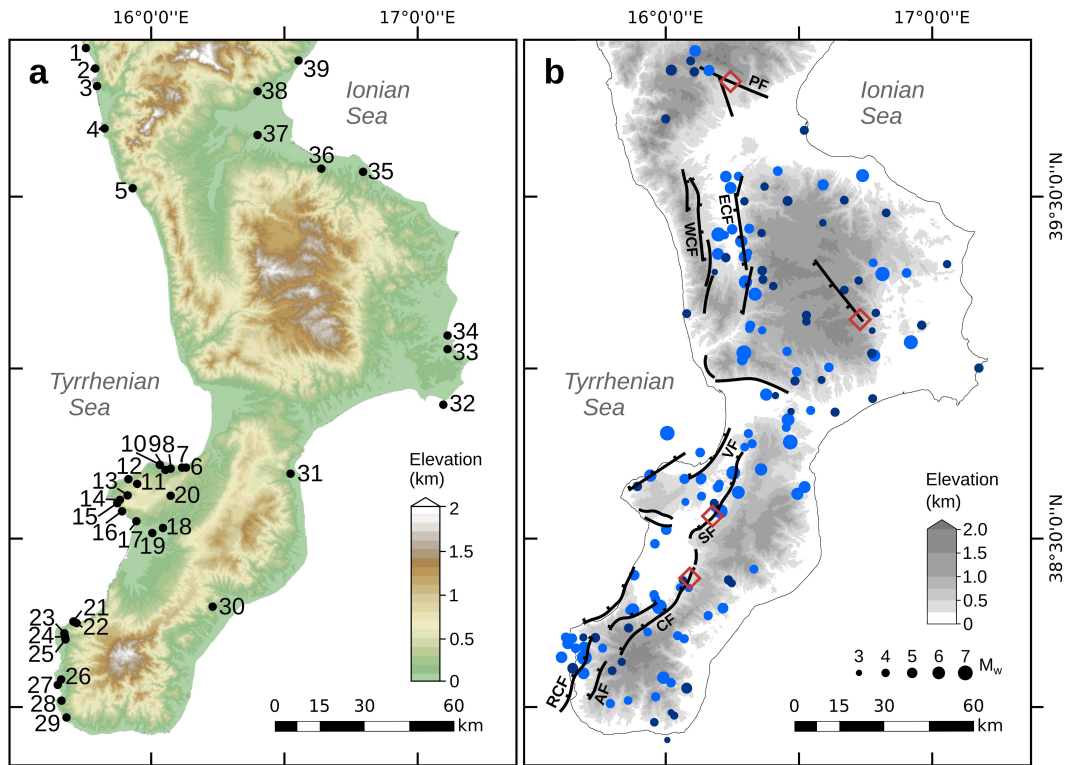 16°0'0"E
17°0'0"E
16°0'0"E
17°0'0"E
a
1
2
3
4
5
39
38
37
36
35
Ionian
Sea
34
33
32
Tyrrhenian
Sea
10
9
8
7
6
12
11
13
14
15
16
17
18
19
20
31
30
21
22
23
24
25
26
27
28
29
Elevation
(km)
2
1.5
1
0.5
0
0 15 30 60
km
b
PF
Ionian
Sea
ECF
WCF
Tyrrhenian
Sea
VF
SF
CF
AF
RCF
Elevation
(km)
2.0
1.5
1.0
0.5
0
3 4 5 6 7 Mw
0 15 30 60
km
39°30'0"N
38°30'0"N